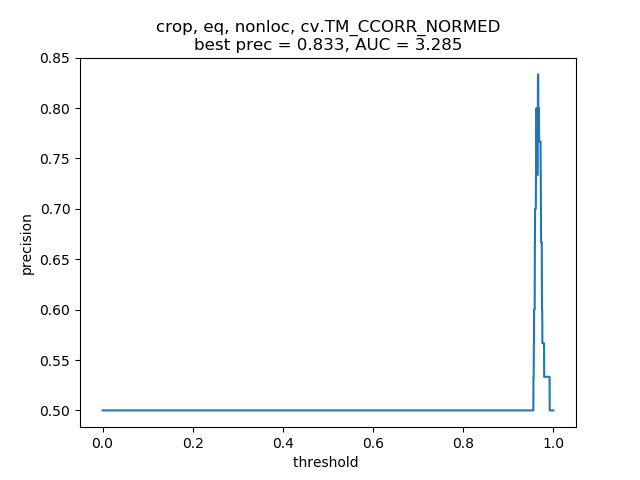 crop, eq, nonloc, cv.TM_CCORR_NORMED
best prec = 0.833, AUC = 3.285
0.85
0.80
0.75
0.70
0.65
0.60
0.55
0.50
precision
0.0 0.2 0.4 0.6 0.8 1.0
threshold